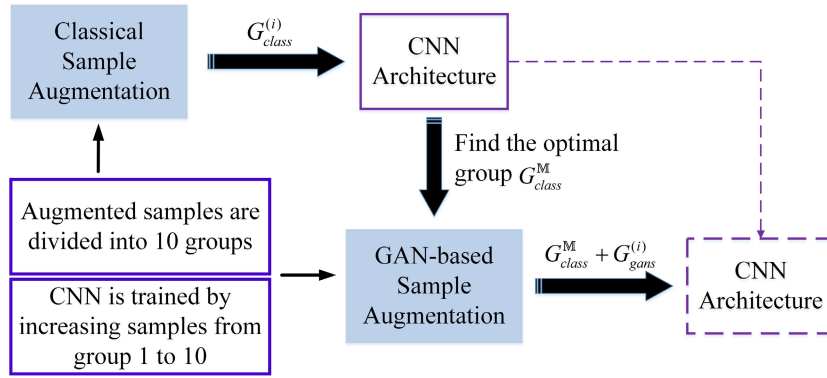 Classical
Sample
Augmentation
G_{class}^{(i)}
CNN
Architecture
Find the optimal
group G_{class}^{𝕄}
Augmented samples are
divided into 10 groups
CNN is trained by
increasing samples from
group 1 to 10
GAN-based
Sample
Augmentation
G_{class}^{𝕄} + G_{gans}^{(i)}
CNN
Architecture